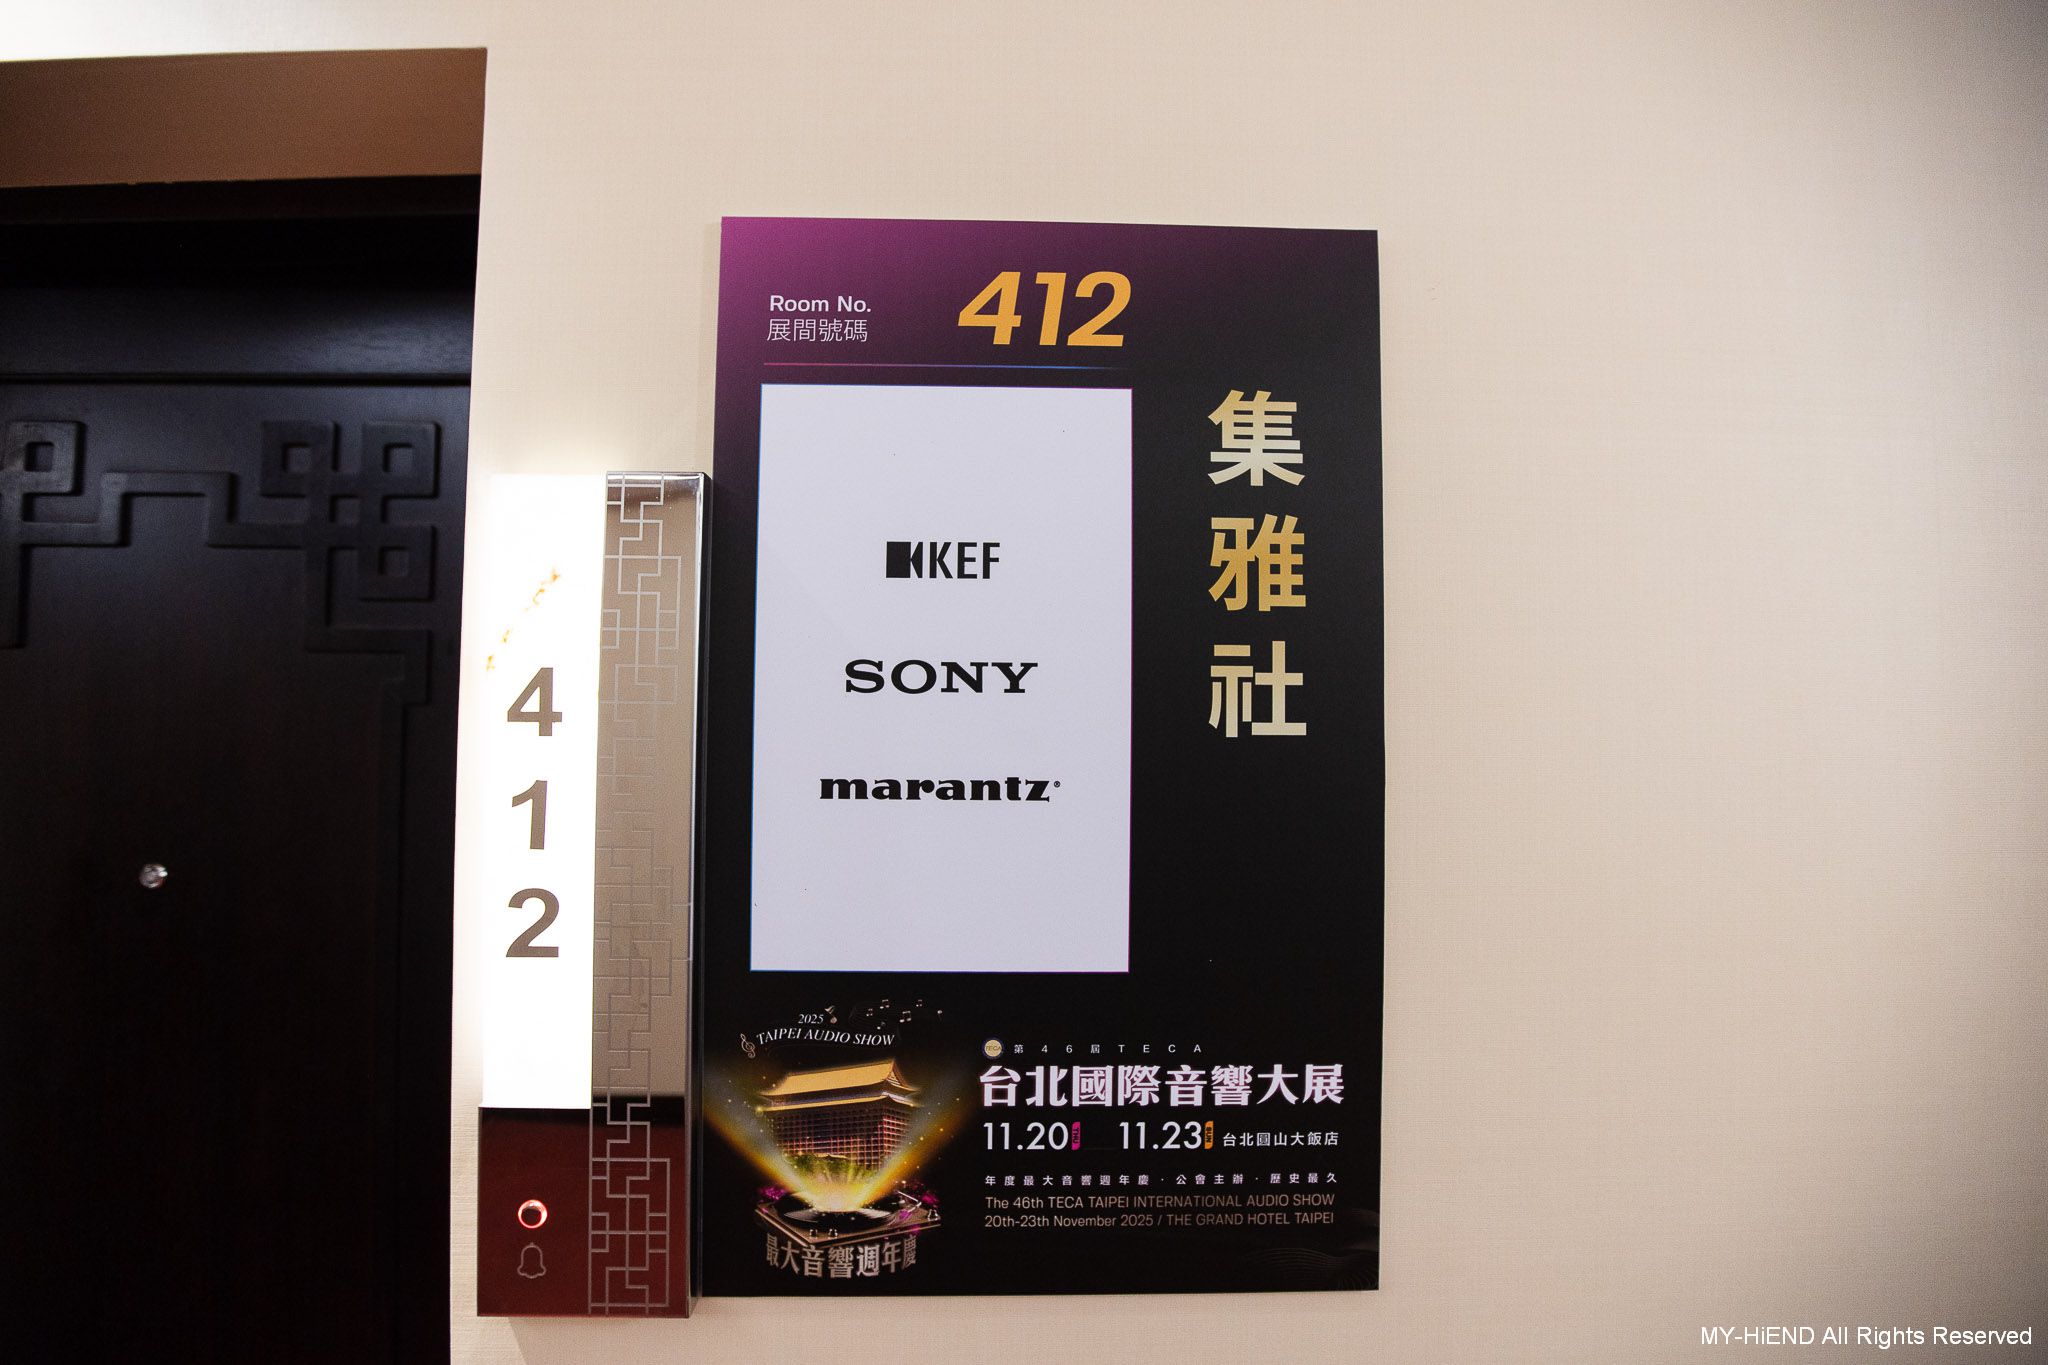 Room No.
展間號碼
412
集雅社
KEF
SONY
marantz®
4
1
2
2025
TAIPEI AUDIO SHOW
最大音響週年慶
TECA
第46屆TECA
台北國際音響大展
11.20 11.23 SUN 台北圓山大飯店
年度最大音響週年慶·公會主辦·歷史最久
The 46th TECA TAIPEI INTERNATIONAL AUDIO SHOW
20th-23th November 2025 / THE GRAND HOTEL TAIPEI
MY-HiEND All Rights Reserved